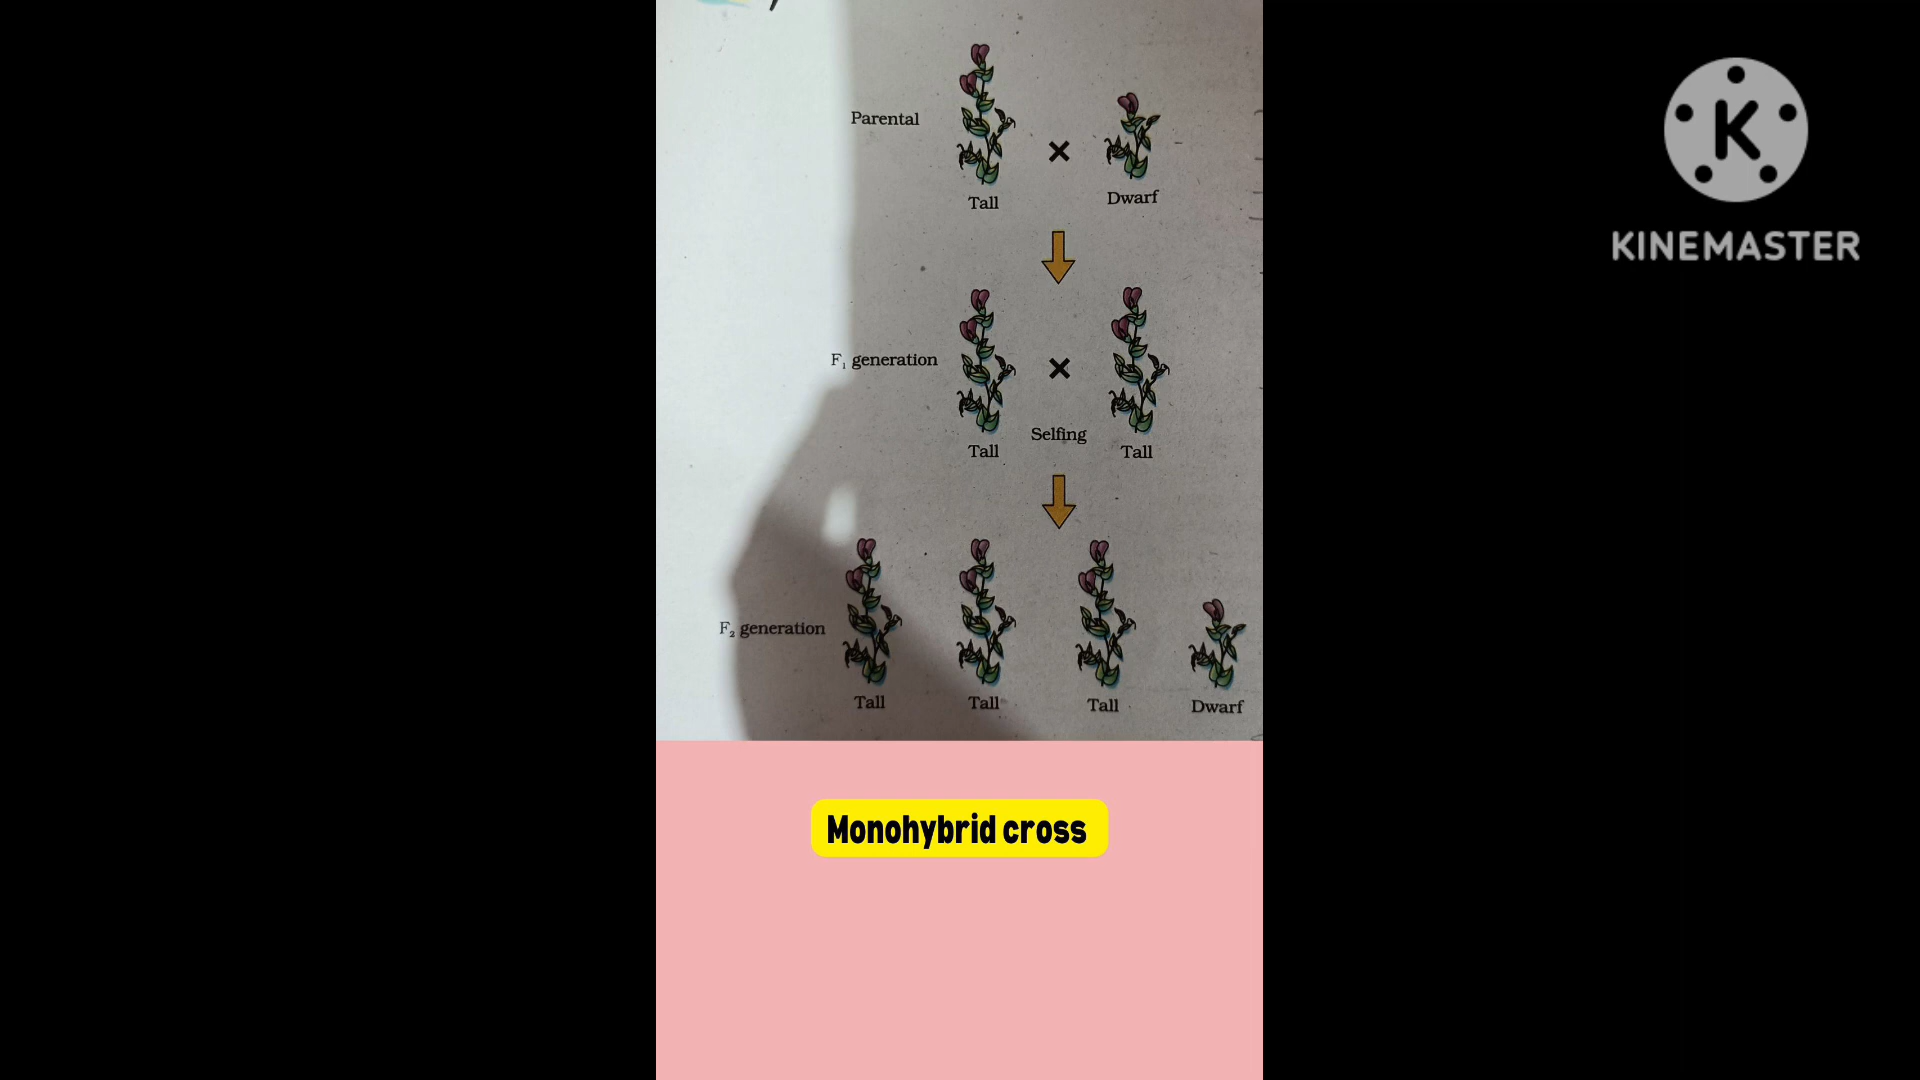 Parental
×
Tall
Dwarf
F₁ generation
×
Selfing
Tall
Tall
F₂ generation
Tall
Tall
Tall
Dwarf
Monohybrid cross
K
KINEMASTER